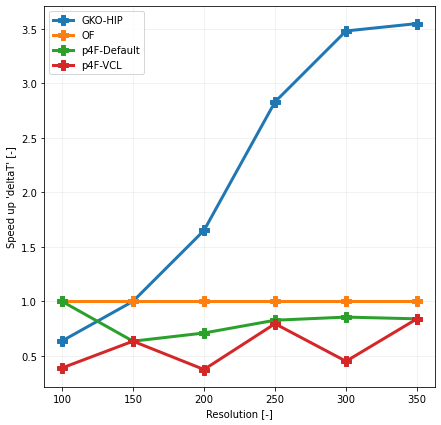 GKO-HIP
OF
p4F-Default
p4F-VCL
3.5
3.0
2.5
2.0
1.5
1.0
0.5
Speed up 'deltaT' [-]
100 150 200 250 300 350
Resolution [-]